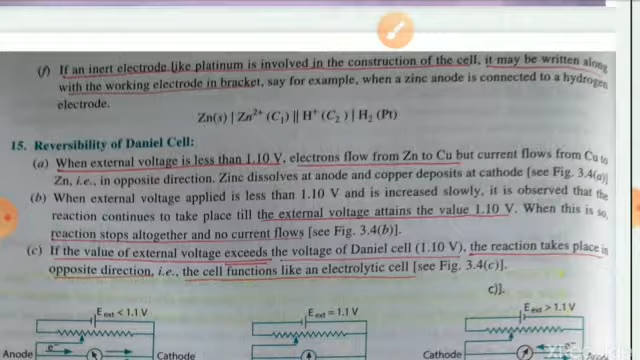 (f) If an inert electrode like platinum is involved in the construction of the cell, it may be written along
with the working electrode in bracket, say for example, when a zinc anode is connected to a hydrogen
electrode.
Zn(s) | Zn²⁺ (C₁) || H⁺ (C₂) | H₂ (Pt)
15. Reversibility of Daniel Cell:
(a) When external voltage is less than 1.10 V, electrons flow from Zn to Cu but current flows from Cu to
Zn, i.e., in opposite direction. Zinc dissolves at anode and copper deposits at cathode [see Fig. 3.4(a)]
(b) When external voltage applied is less than 1.10 V and is increased slowly, it is observed that the
reaction continues to take place till the external voltage attains the value 1.10 V. When this is so,
reaction stops altogether and no current flows [see Fig. 3.4(b)].
(c) If the value of external voltage exceeds the voltage of Daniel cell (1.10 V), the reaction takes place in
opposite direction, i.e., the cell functions like an electrolytic cell [see Fig. 3.4(c)].
c)].
E ext < 1.1 V
E ext = 1.1 V
E ext > 1.1 V
Anode e⁻ Cathode
Cathode e⁻ Anode